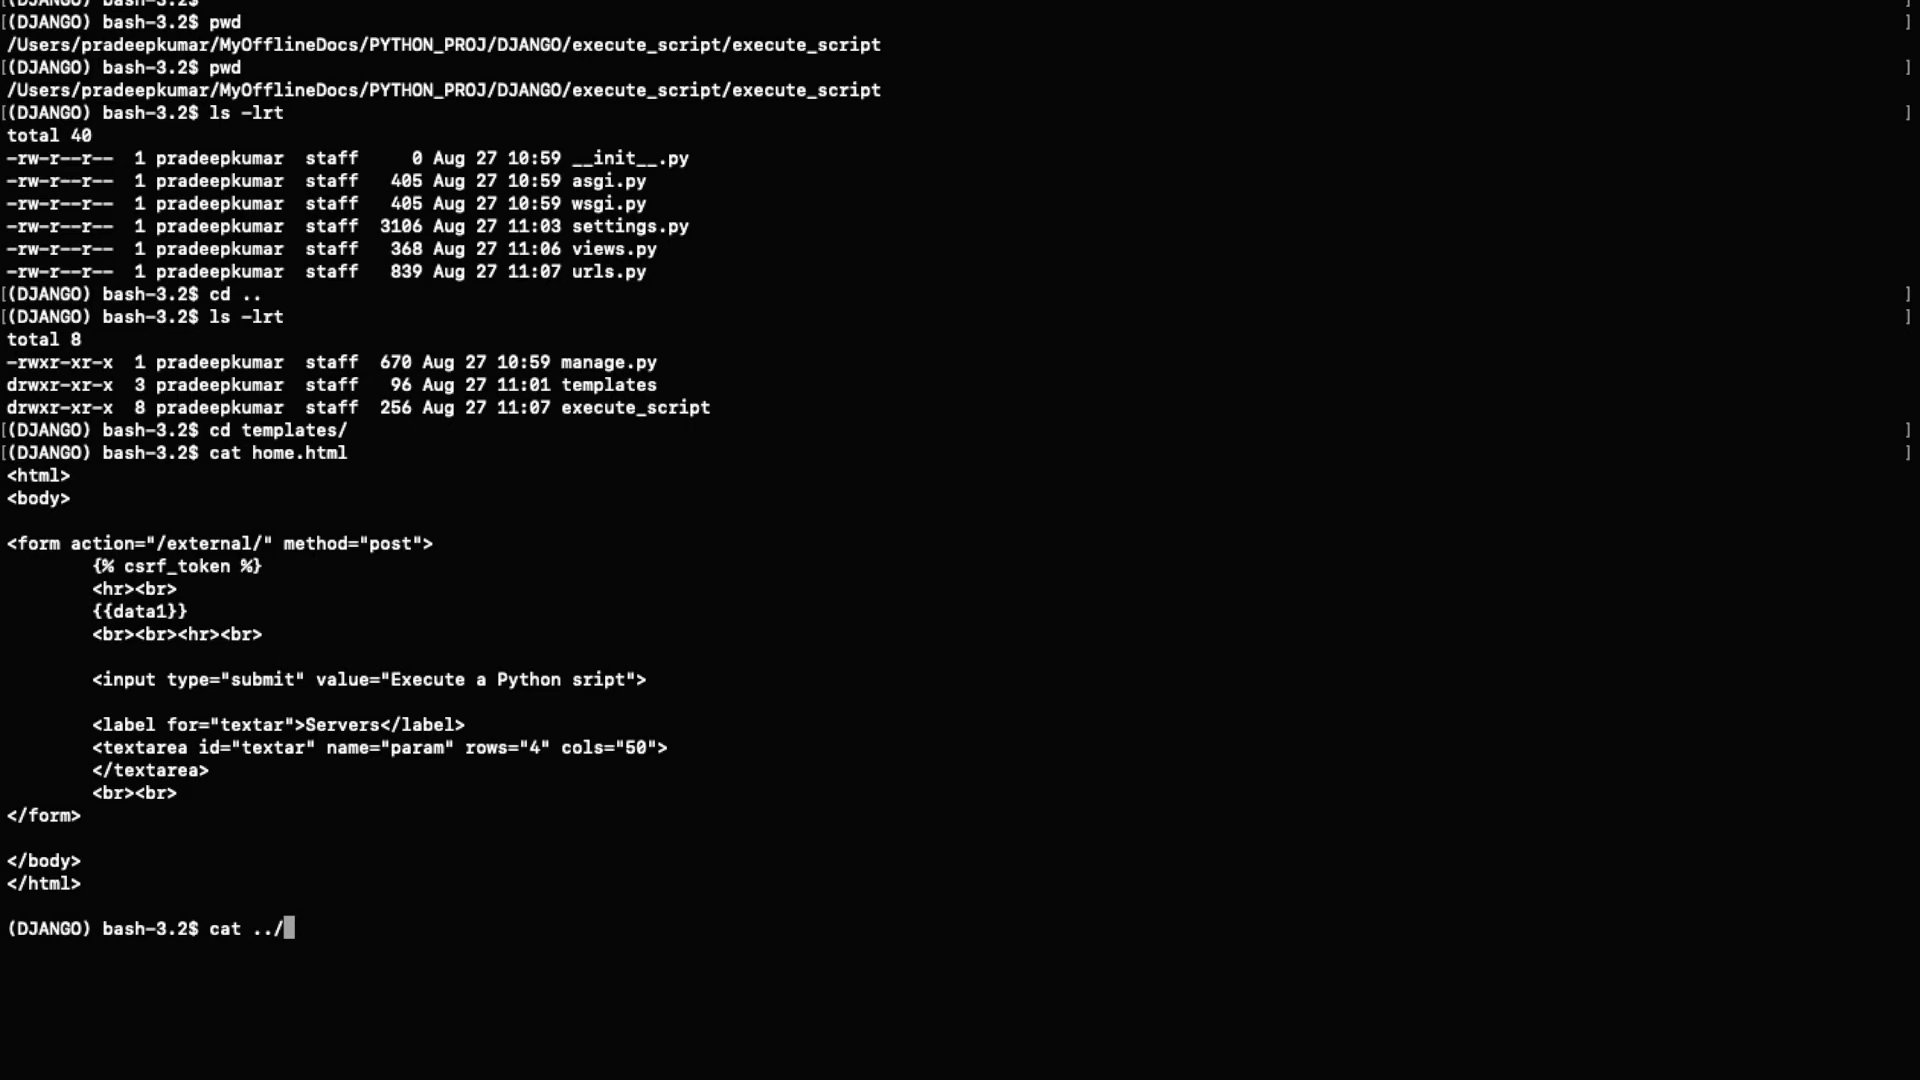 [(DJANGO) bash-3.2$ ]
[(DJANGO) bash-3.2$ pwd ]
/Users/pradeepkumar/MyOfflineDocs/PYTHON_PROJ/DJANGO/execute_script/execute_script
[(DJANGO) bash-3.2$ pwd ]
/Users/pradeepkumar/MyOfflineDocs/PYTHON_PROJ/DJANGO/execute_script/execute_script
[(DJANGO) bash-3.2$ ls -lrt ]
total 40
-rw-r--r--  1 pradeepkumar  staff     0 Aug 27 10:59 __init__.py
-rw-r--r--  1 pradeepkumar  staff   405 Aug 27 10:59 asgi.py
-rw-r--r--  1 pradeepkumar  staff   405 Aug 27 10:59 wsgi.py
-rw-r--r--  1 pradeepkumar  staff  3106 Aug 27 11:03 settings.py
-rw-r--r--  1 pradeepkumar  staff   368 Aug 27 11:06 views.py
-rw-r--r--  1 pradeepkumar  staff   839 Aug 27 11:07 urls.py
[(DJANGO) bash-3.2$ cd .. ]
[(DJANGO) bash-3.2$ ls -lrt ]
total 8
-rwxr-xr-x  1 pradeepkumar  staff  670 Aug 27 10:59 manage.py
drwxr-xr-x  3 pradeepkumar  staff   96 Aug 27 11:01 templates
drwxr-xr-x  8 pradeepkumar  staff  256 Aug 27 11:07 execute_script
[(DJANGO) bash-3.2$ cd templates/ ]
[(DJANGO) bash-3.2$ cat home.html ]
<html>
<body>
<form action="/external/" method="post">
{% csrf_token %}
<hr><br>
{{data1}}
<br><br><hr><br>
<input type="submit" value="Execute a Python sript">
<label for="textar">Servers</label>
<textarea id="textar" name="param" rows="4" cols="50">
</textarea>
<br><br>
</form>
</body>
</html>
(DJANGO) bash-3.2$ cat ../